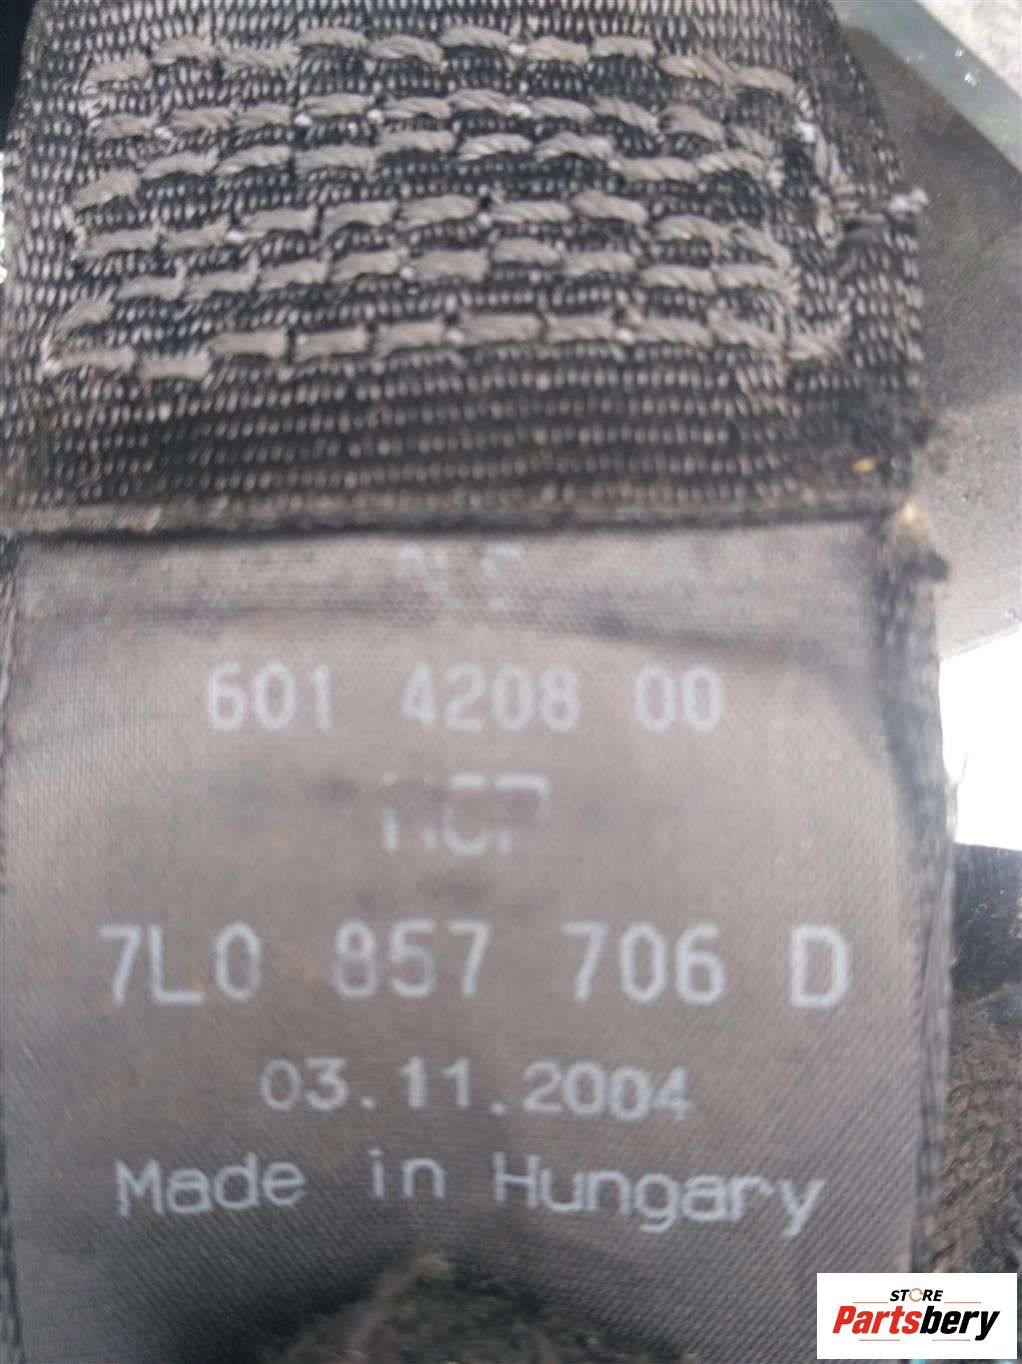 601 4208 00
7L0 857 706 D
03.11.2004
Made in Hungary
STORE
Partsbery